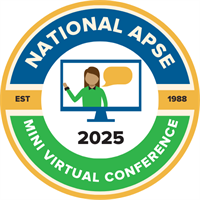 NATIONAL APSE
EST 1988
2025
MINI VIRTUAL CONFERENCE